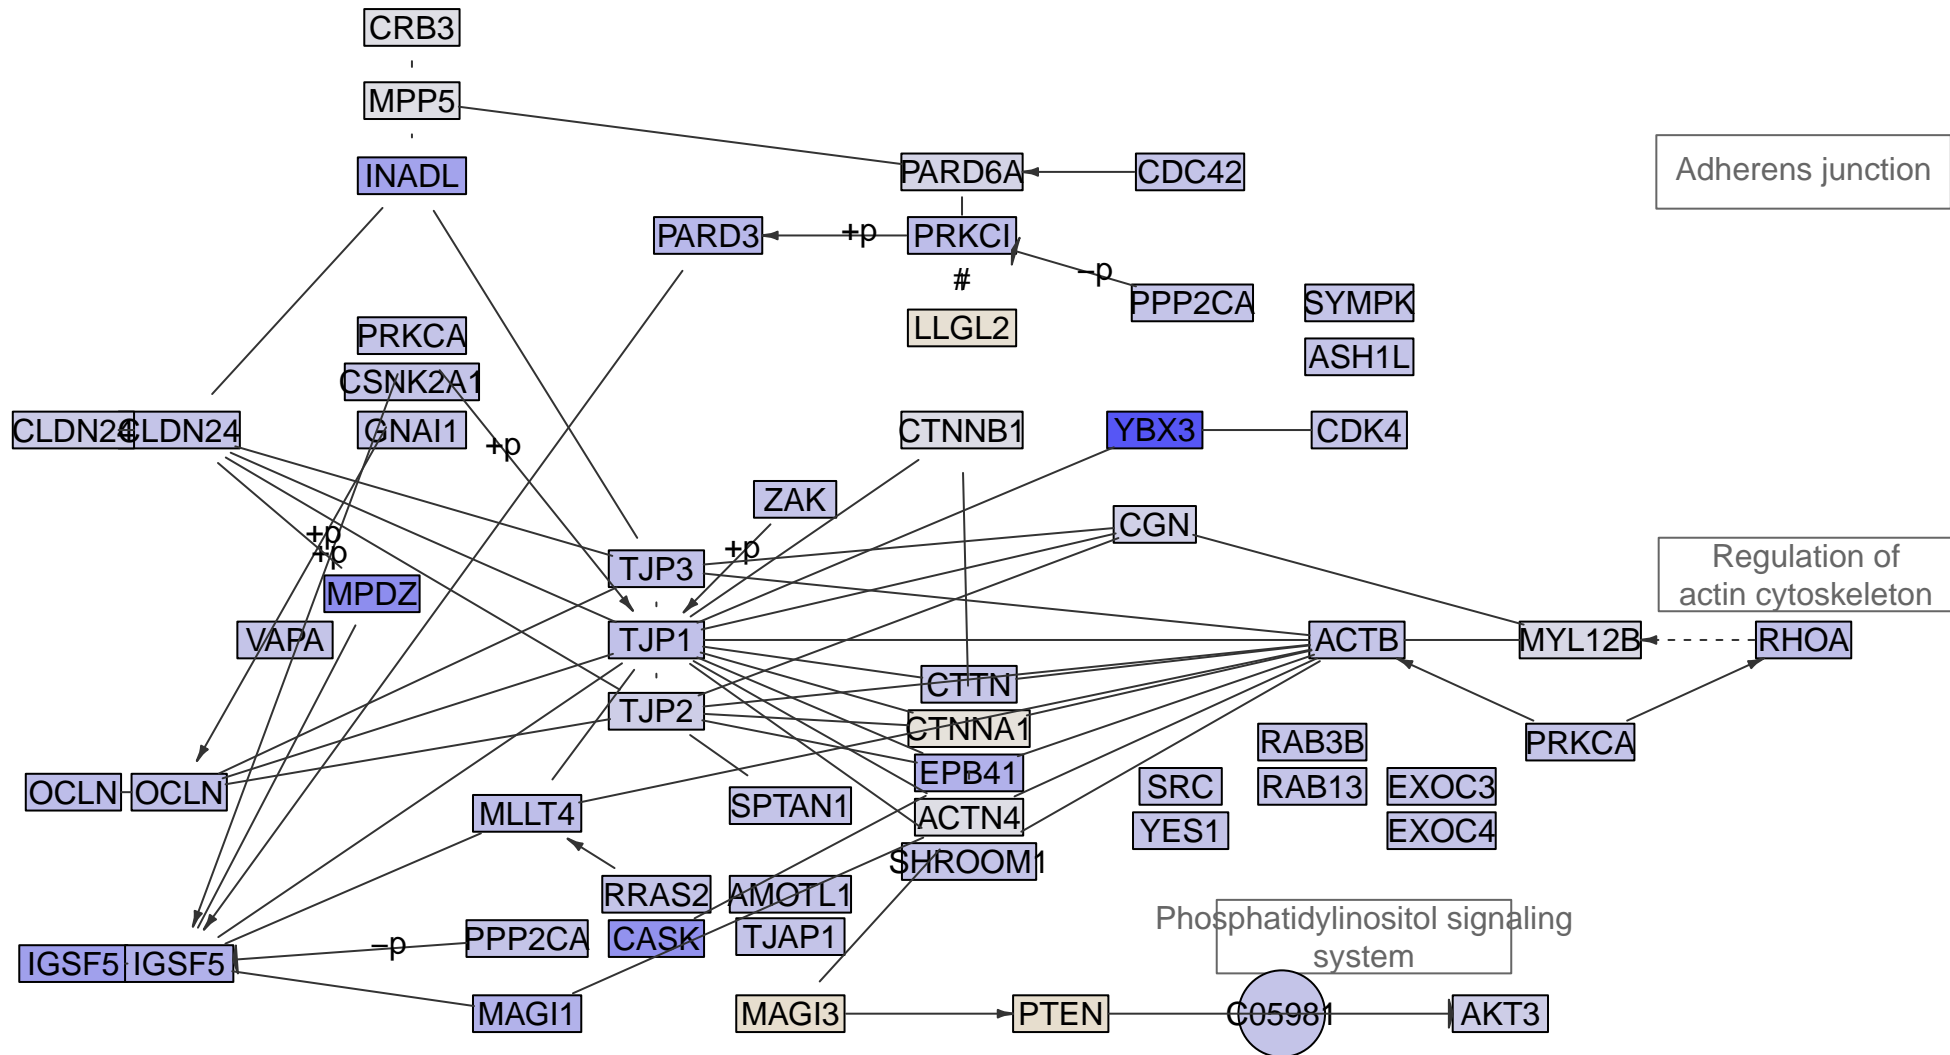 CRB3
MPP5
INADL
PARD6A
CDC42
Adherens junction
PARD3
+p
PRKCI
#
−p
PPP2CA
SYMPK
LLGL2
PRKCA
ASH1L
CSNK2A1
CLDN24
CLDN24
GNAI1
+p
CTNNB1
YBX3
CDK4
ZAK
CGN
+p
+p
+p
TJP3
MPDZ
Regulation of
actin cytoskeleton
VAPA
TJP1
ACTB
MYL12B
RHOA
CTTN
TJP2
CTNNA1
RAB3B
PRKCA
EPB41
OCLN
OCLN
SRC
RAB13
EXOC3
MLLT4
SPTAN1
ACTN4
YES1
EXOC4
SHROOM1
RRAS2
AMOTL1
PPP2CA
CASK
TJAP1
−p
Phosphatidylinositol signaling
system
IGSF5
IGSF5
MAGI1
MAGI3
PTEN
C05981
AKT3